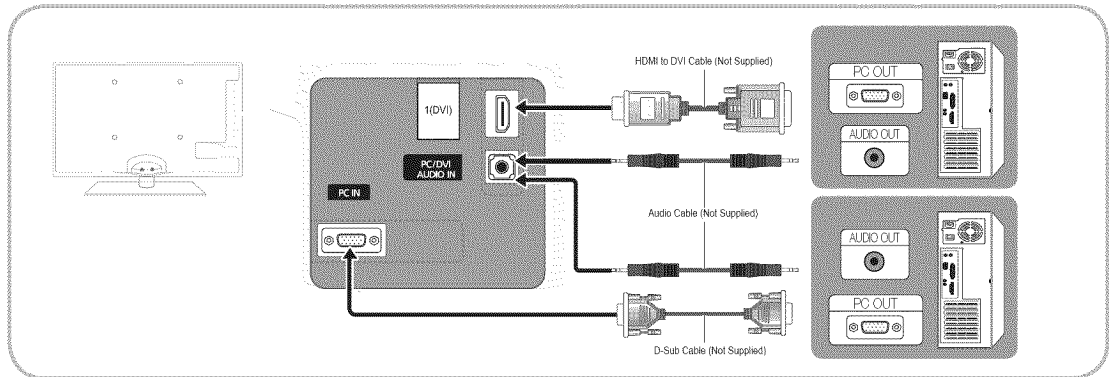 HDMI to DVI Cable (Not Supplied)
PC OUT
1(DVI)
AUDIO OUT
PC/DVI
AUDIO IN
PC IN
Audio Cable (Not Supplied)
AUDIO OUT
PC OUT
D-Sub Cable (Not Supplied)